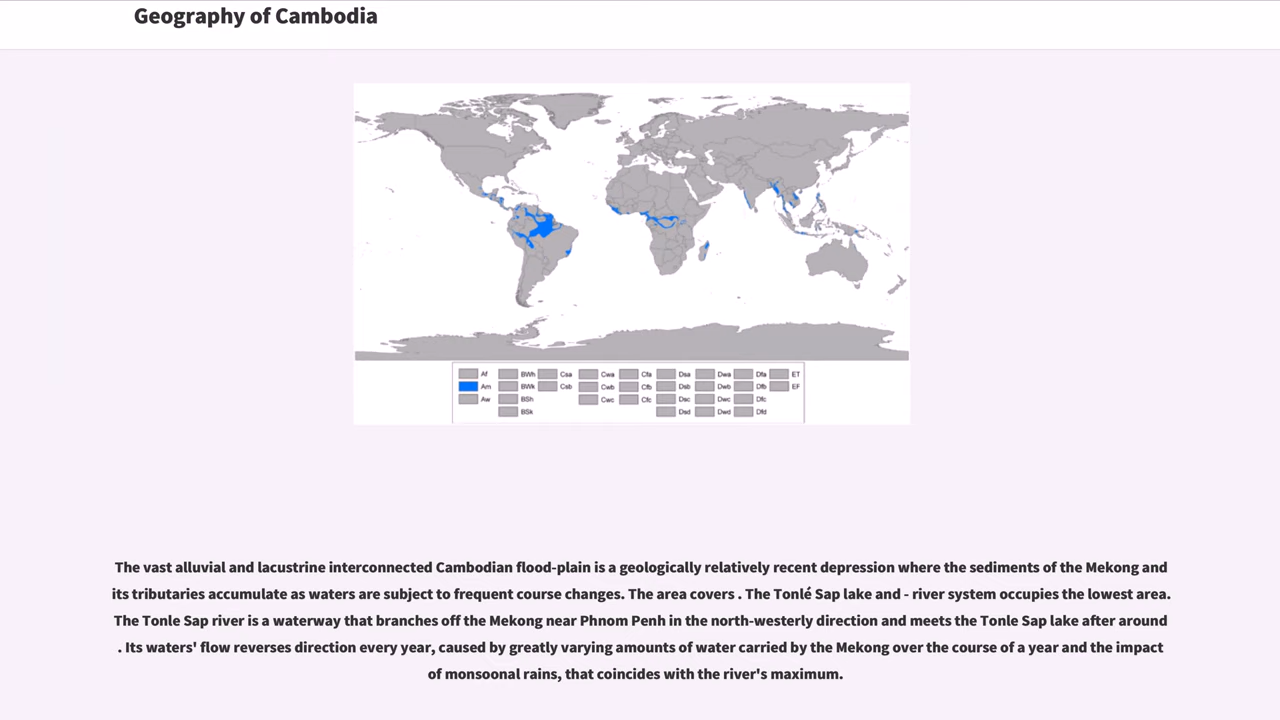 Geography of Cambodia
Af BWh Csa Cwa Cfa Dsa Dwa Dfa ET
Am BWk Csb Cwb Cfb Dsb Dwb Dfb EF
Aw BSh Cwc Cfc Dsc Dwc Dfc
BSk Dsd Dwd Dfd
The vast alluvial and lacustrine interconnected Cambodian flood-plain is a geologically relatively recent depression where the sediments of the Mekong and
its tributaries accumulate as waters are subject to frequent course changes. The area covers . The Tonlé Sap lake and - river system occupies the lowest area.
The Tonle Sap river is a waterway that branches off the Mekong near Phnom Penh in the north-westerly direction and meets the Tonle Sap lake after around
. Its waters' flow reverses direction every year, caused by greatly varying amounts of water carried by the Mekong over the course of a year and the impact
of monsoonal rains, that coincides with the river's maximum.